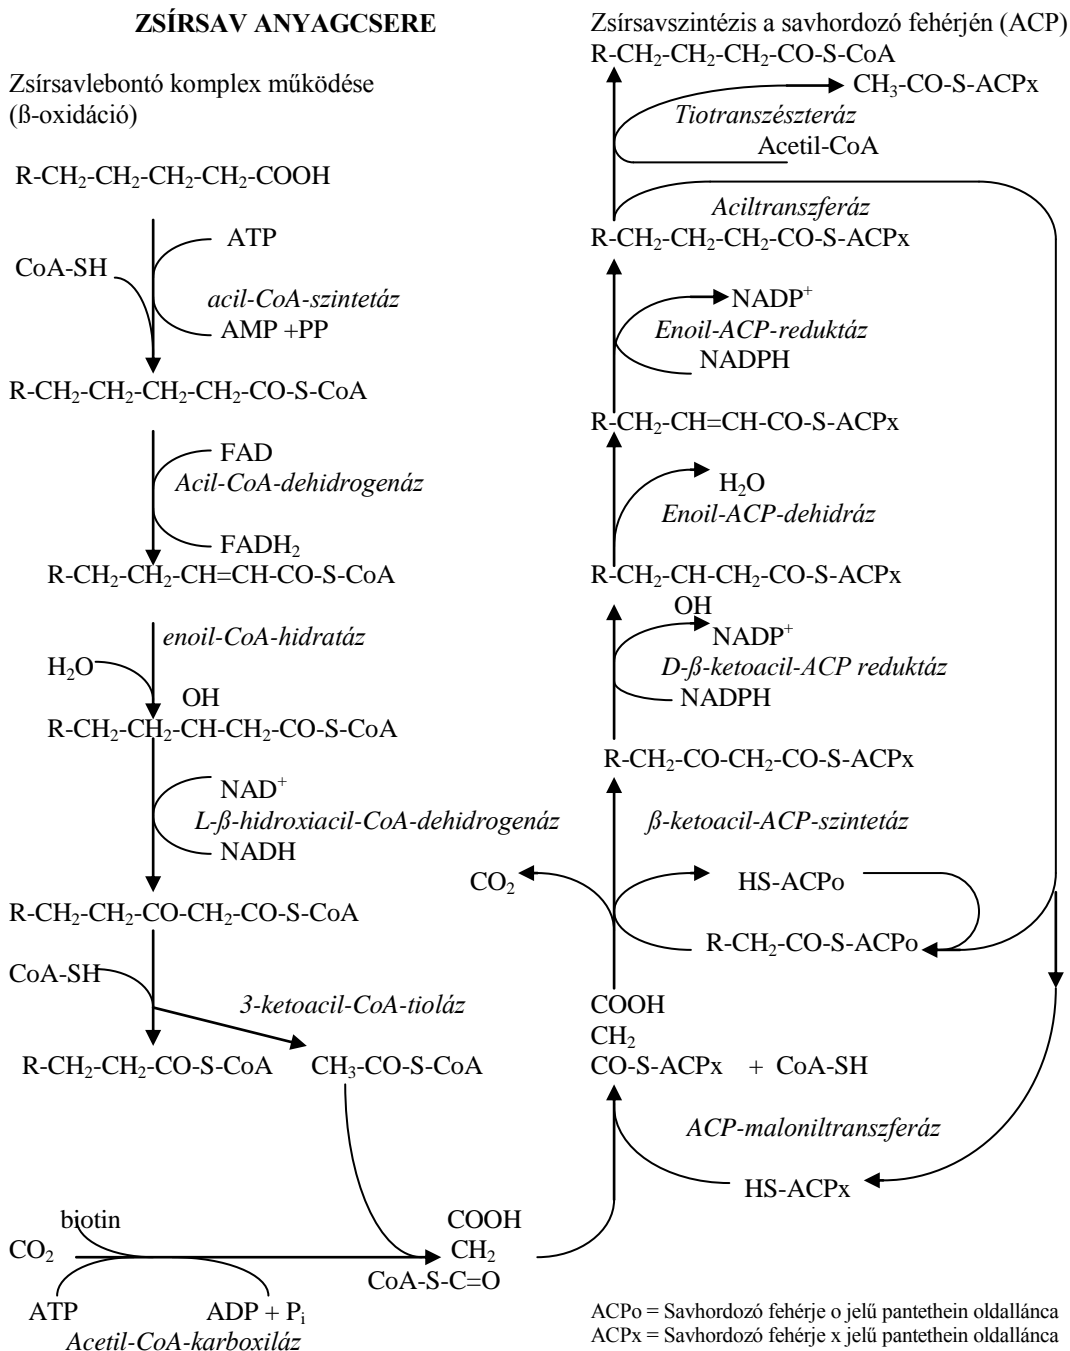 ZSÍRSAV ANYAGCSERE
Zsírsavlebontó komplex működése
(ß-oxidáció)
R-CH₂-CH₂-CH₂-CH₂-COOH
ATP
CoA-SH
acil-CoA-szintetáz
AMP +PP
R-CH₂-CH₂-CH₂-CH₂-CO-S-CoA
FAD
Acil-CoA-dehidrogenáz
FADH₂
R-CH₂-CH₂-CH=CH-CO-S-CoA
enoil-CoA-hidratáz
H₂O
OH
R-CH₂-CH₂-CH-CH₂-CO-S-CoA
NAD⁺
L-ß-hidroxiacil-CoA-dehidrogenáz
NADH
R-CH₂-CH₂-CO-CH₂-CO-S-CoA
CoA-SH
3-ketoacil-CoA-tioláz
R-CH₂-CH₂-CO-S-CoA
CH₃-CO-S-CoA
biotin
CO₂
COOH
CH₂
CoA-S-C=O
ATP
ADP + Pᵢ
Acetil-CoA-karboxiláz
Zsírsavszintézis a savhordozó fehérjén (ACP)
R-CH₂-CH₂-CH₂-CO-S-CoA
CH₃-CO-S-ACPx
Tiotranszészteráz
Acetil-CoA
Aciltranszferáz
R-CH₂-CH₂-CH₂-CO-S-ACPx
NADP⁺
Enoil-ACP-reduktáz
NADPH
R-CH₂-CH=CH-CO-S-ACPx
H₂O
Enoil-ACP-dehidráz
R-CH₂-CH-CH₂-CO-S-ACPx
OH
NADP⁺
D-ß-ketoacil-ACP reduktáz
NADPH
R-CH₂-CO-CH₂-CO-S-ACPx
ß-ketoacil-ACP-szintetáz
CO₂
HS-ACPo
R-CH₂-CO-S-ACPo
COOH
CH₂
CO-S-ACPx + CoA-SH
ACP-maloniltranszferáz
HS-ACPx
ACPo = Savhordozó fehérje o jelű pantethein oldallánca
ACPx = Savhordozó fehérje x jelű pantethein oldallánca